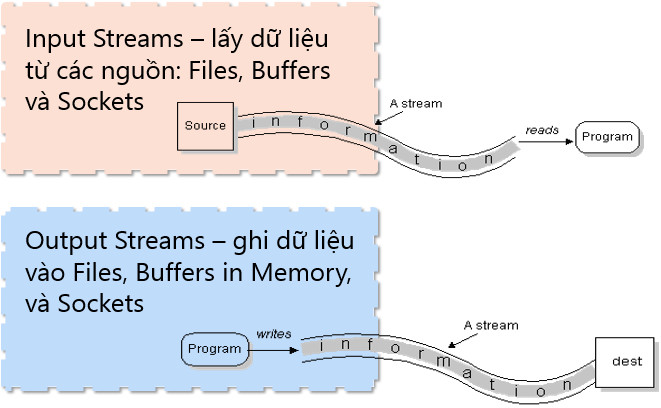 Input Streams – lấy dữ liệu
từ các nguồn: Files, Buffers
và Sockets
A stream
Source
information
reads
Program
Output Streams – ghi dữ liệu
vào Files, Buffers in Memory,
và Sockets
A stream
Program
writes
information
dest